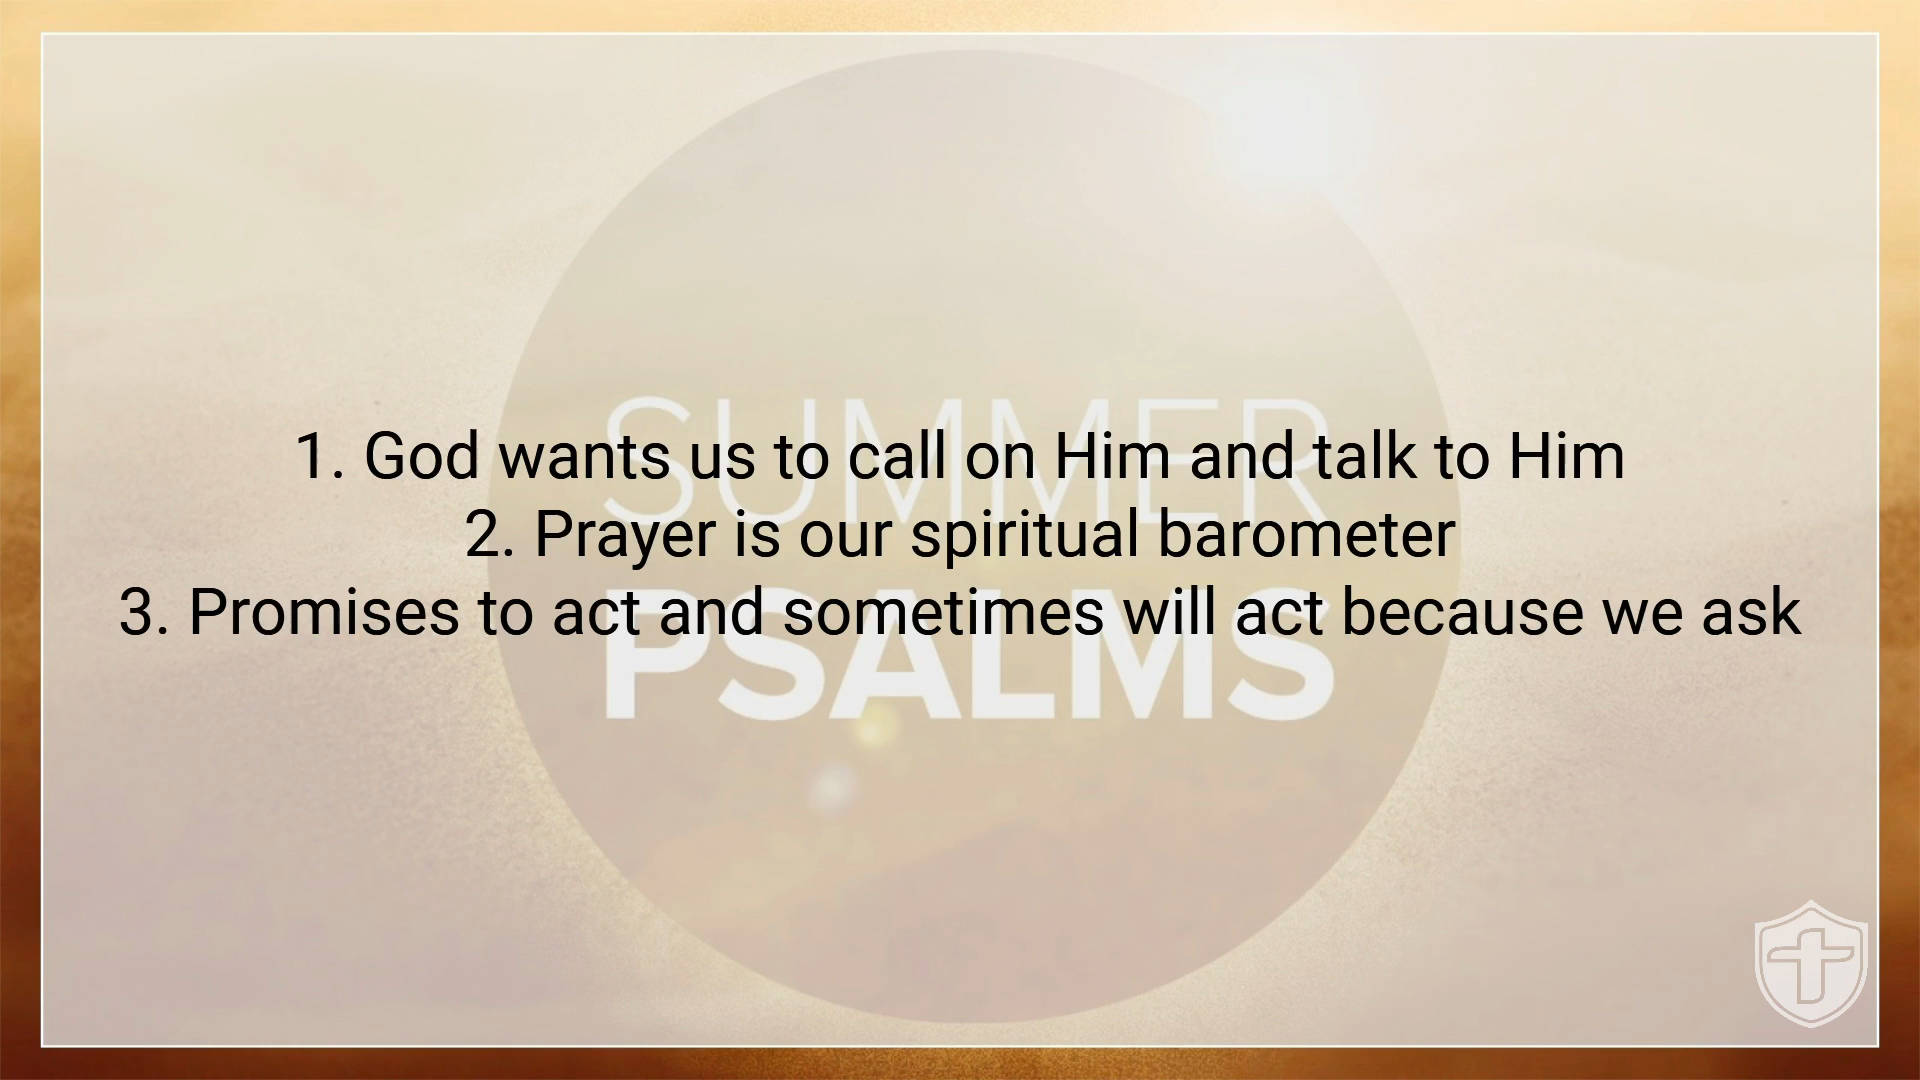 SUMMER
1. God wants us to call on Him and talk to Him
2. Prayer is our spiritual barometer
3. Promises to act and sometimes will act because we ask
PSALMS